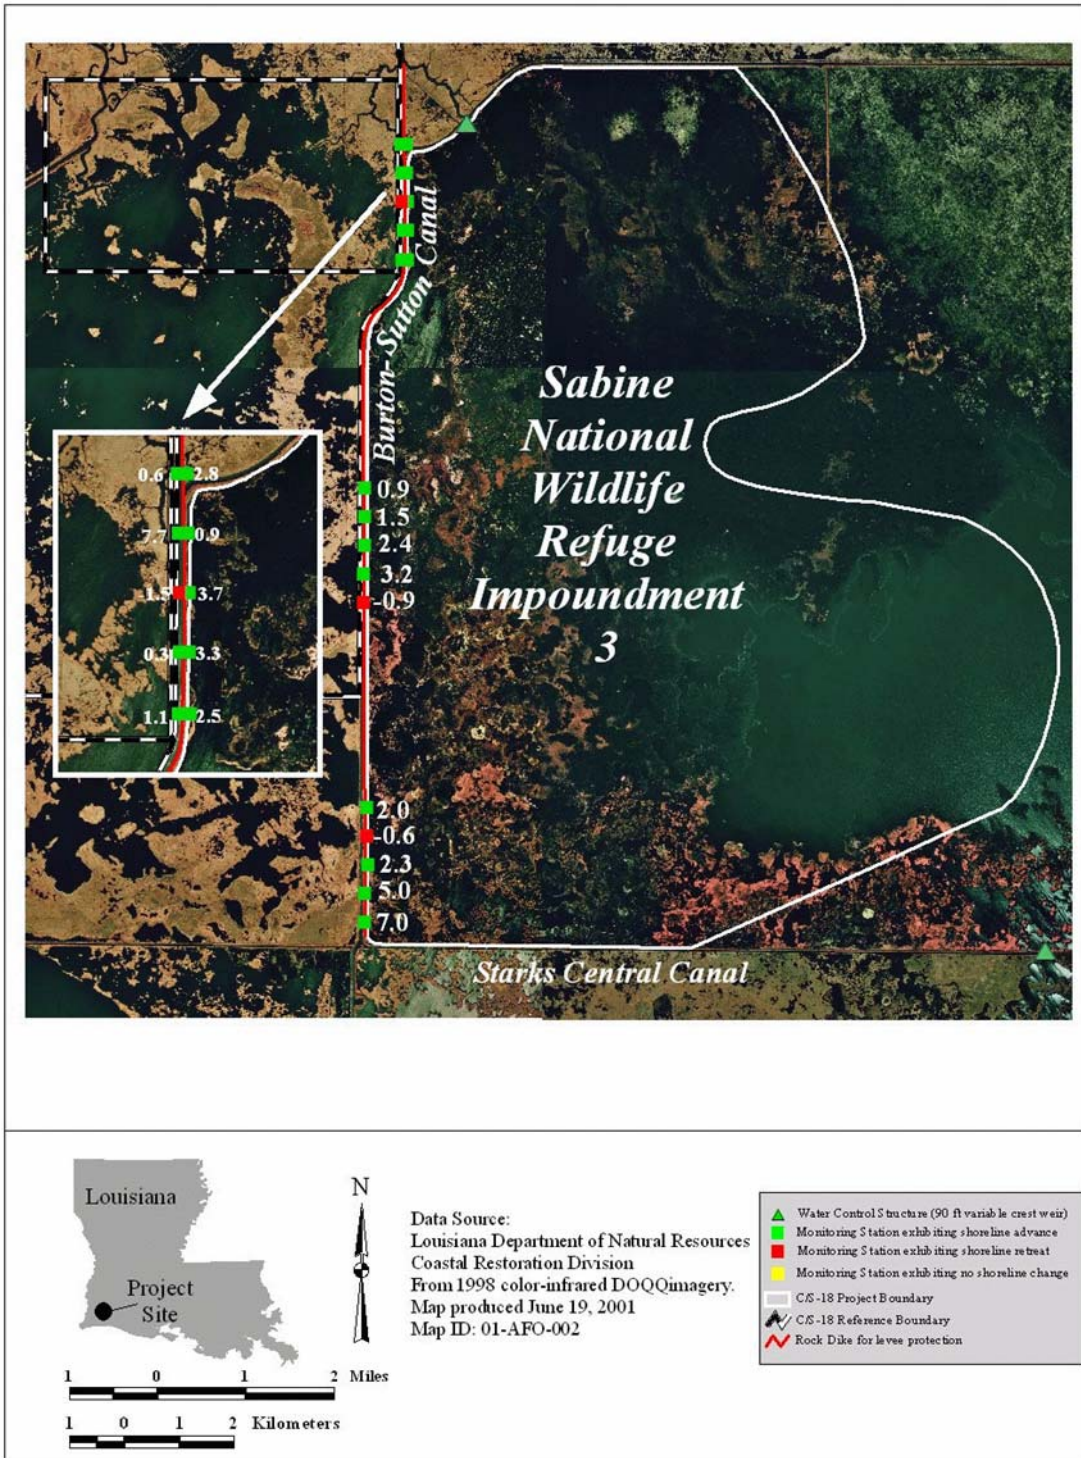 Burton-Sutton Canal
Sabine
National
Wildlife
Refuge
Impoundment
3
0.6 2.8
7.7 0.9
-1.5 3.7
0.3 3.3
1.1 2.5
0.9
1.5
2.4
3.2
-0.9
2.0
-0.6
2.3
5.0
7.0
Starks Central Canal
Louisiana
Project
Site
1 0 1 2 Miles
1 0 1 2 Kilometers
N
Data Source:
Louisiana Department of Natural Resources
Coastal Restoration Division
From 1998 color-infrared DOQQimagery.
Map produced June 19, 2001
Map ID: 01-AFO-002
Water Control Structure (90 ft variable crest weir)
Monitoring Station exhibiting shoreline advance
Monitoring Station exhibiting shoreline retreat
Monitoring Station exhibiting no shoreline change
C/S-18 Project Boundary
C/S-18 Reference Boundary
Rock Dike for levee protection